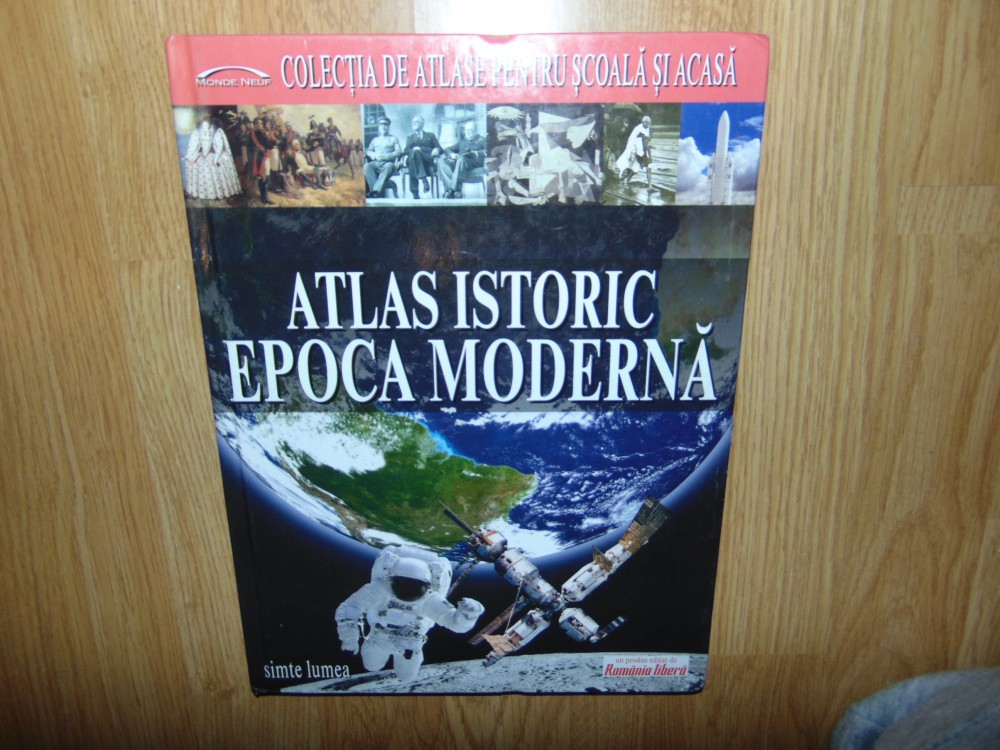 MONDE NEUF
COLECȚIA DE ATLASE PENTRU ȘCOALĂ ȘI ACASĂ
ATLAS ISTORIC
EPOCA MODERNĂ
simte lumea
un produs editat de
România liberă